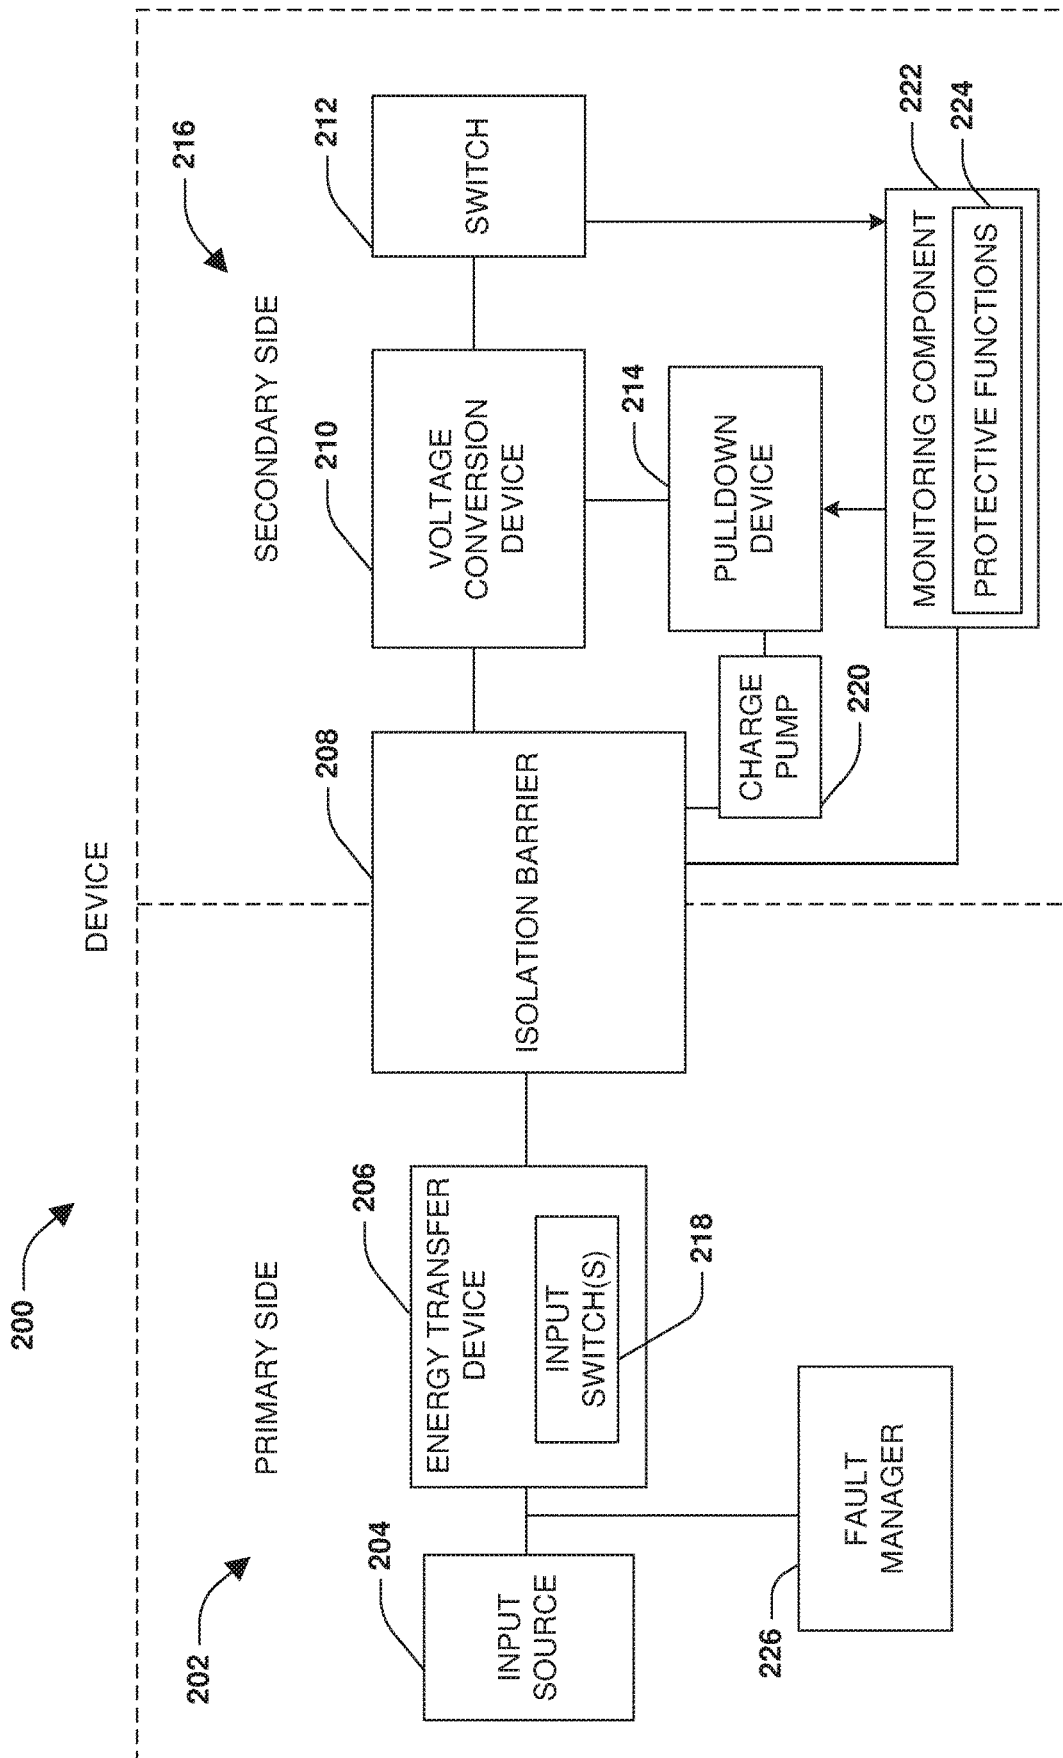 200
DEVICE
202
PRIMARY SIDE
SECONDARY SIDE
216
204
INPUT
SOURCE
206
ENERGY TRANSFER
DEVICE
INPUT
SWITCH(S)
218
208
ISOLATION BARRIER
210
VOLTAGE
CONVERSION
DEVICE
212
SWITCH
214
PULLDOWN
DEVICE
CHARGE
PUMP
220
222
MONITORING COMPONENT
224
PROTECTIVE FUNCTIONS
226
FAULT
MANAGER